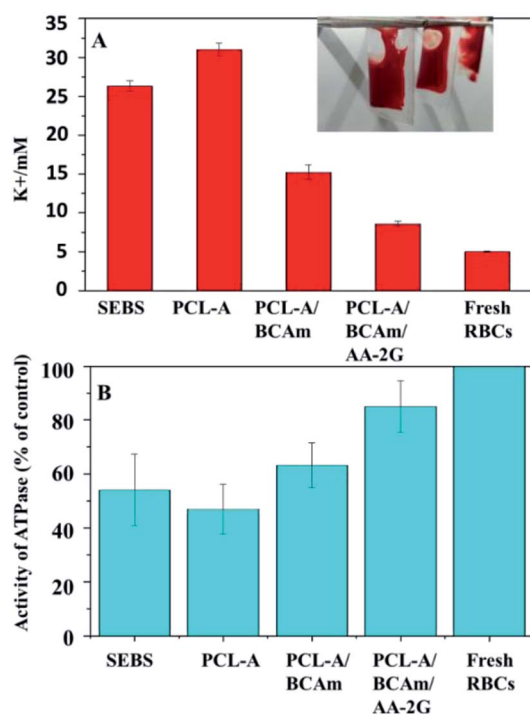 A
K+/mM
35
30
25
20
15
10
5
0
SEBS
PCL-A
PCL-A/
BCAm
PCL-A/
BCAm/
AA-2G
Fresh
RBCs
B
Activity of ATPase (% of control)
100
80
60
40
20
0
SEBS
PCL-A
PCL-A/
BCAm
PCL-A/
BCAm/
AA-2G
Fresh
RBCs